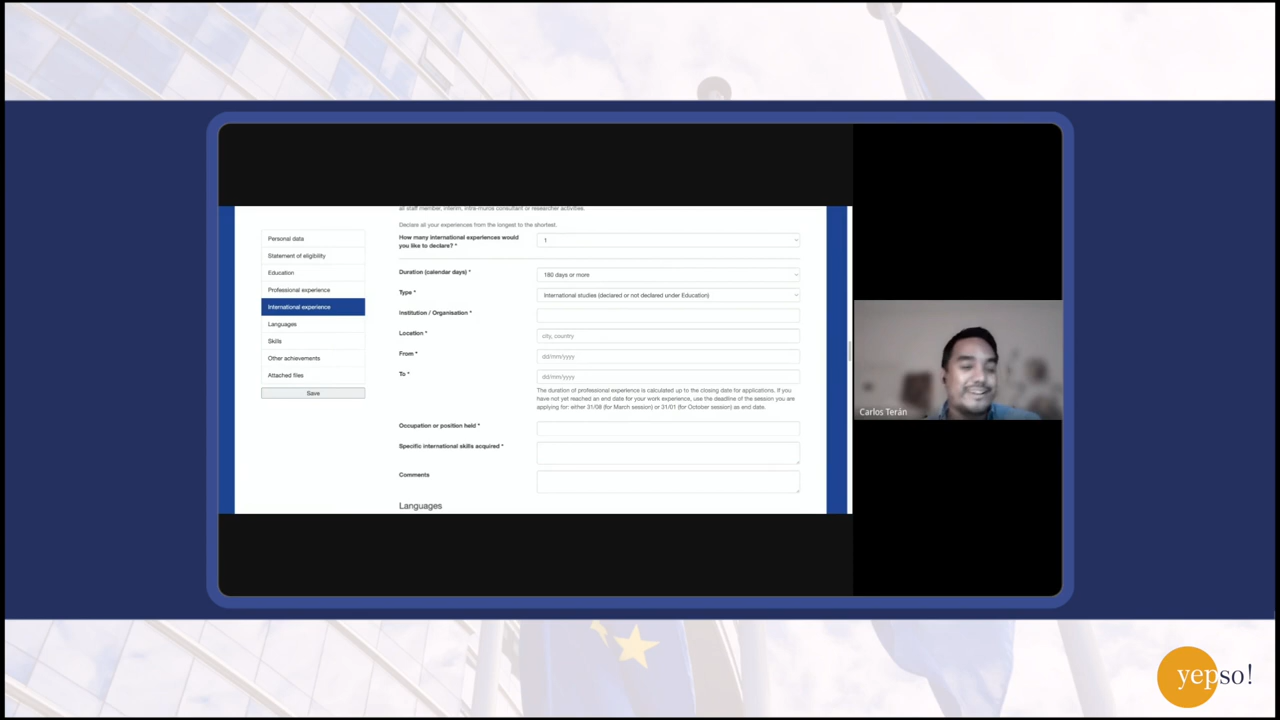 all staff member, interim, intra-muros consultant or researcher activities.
Declare all your experiences from the longest to the shortest.
How many international experiences would
you like to declare? *
1
Personal data
Statement of eligibility
Education
Professional experience
International experience
Languages
Skills
Other achievements
Attached files
Save
Duration (calendar days) *
180 days or more
Type *
International studies (declared or not declared under Education)
Institution / Organisation *
Location *
city, country
From *
dd/mm/yyyy
To *
dd/mm/yyyy
The duration of professional experience is calculated up to the closing date for applications. If you
have not yet reached an end date for your work experience, use the deadline of the session you are
applying for: either 31/08 (for March session) or 31/01 (for October session) as end date.
Occupation or position held *
Specific international skills acquired *
Comments
Languages
Carlos Terán
yepso!